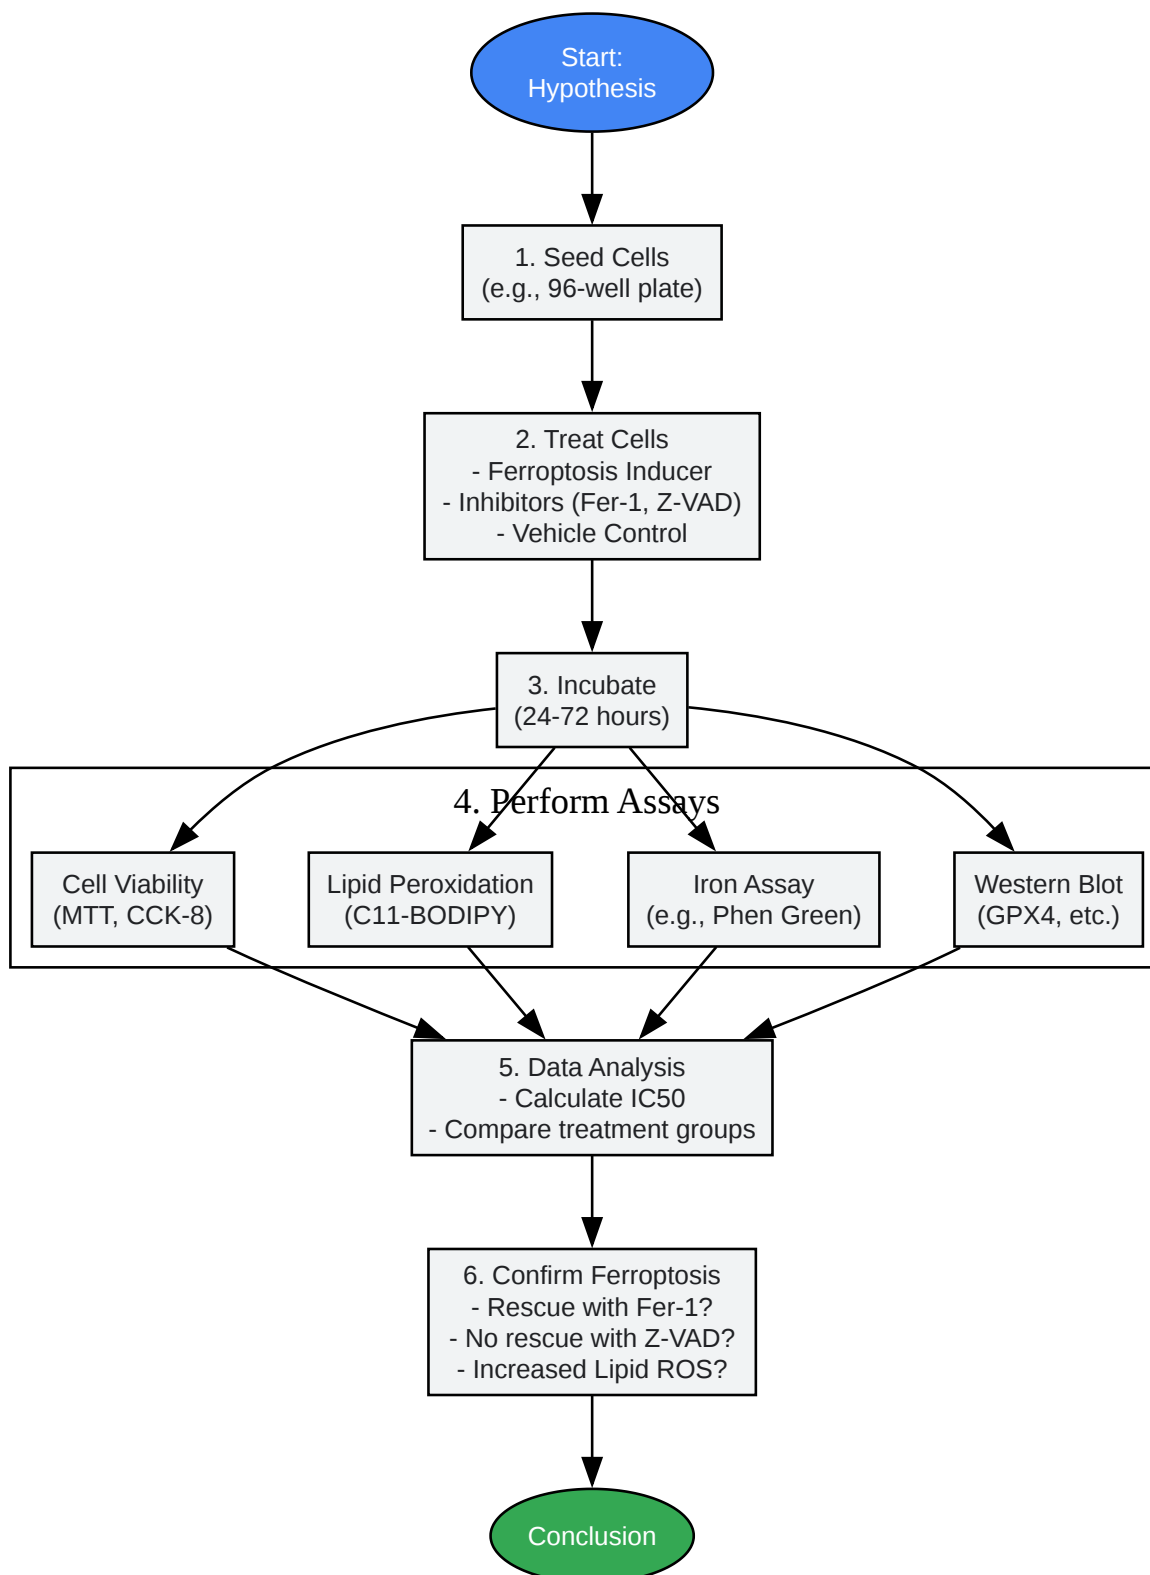 Start:
Hypothesis
1. Seed Cells
(e.g., 96-well plate)
2. Treat Cells
- Ferroptosis Inducer
- Inhibitors (Fer-1, Z-VAD)
- Vehicle Control
3. Incubate
(24-72 hours)
4. Perform Assays
Cell Viability
(MTT, CCK-8)
Lipid Peroxidation
(C11-BODIPY)
Iron Assay
(e.g., Phen Green)
Western Blot
(GPX4, etc.)
5. Data Analysis
- Calculate IC50
- Compare treatment groups
6. Confirm Ferroptosis
- Rescue with Fer-1?
- No rescue with Z-VAD?
- Increased Lipid ROS?
Conclusion